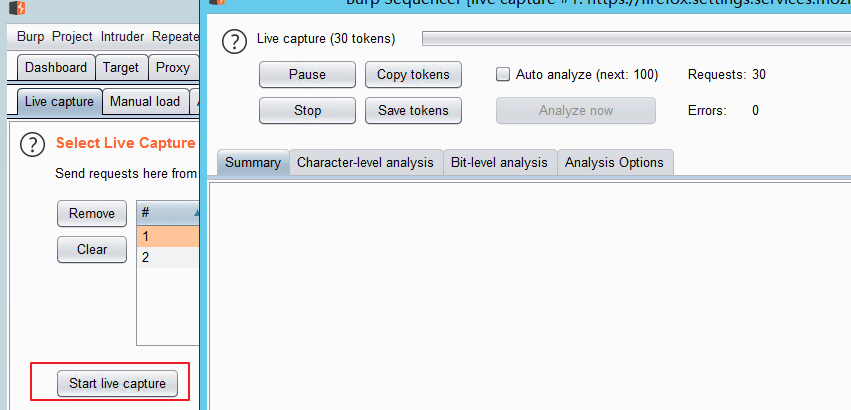 Burp Sequencer [live capture #1: https://firefox.settings.services.mozi
Burp Project Intruder Repeate
Dashboard Target Proxy
Live capture Manual load
? Select Live Capture
Send requests here from
Remove #
1
Clear
2
Start live capture
? Live capture (30 tokens)
Pause Copy tokens Auto analyze (next: 100) Requests: 30
Stop Save tokens Analyze now Errors: 0
Summary Character-level analysis Bit-level analysis Analysis Options